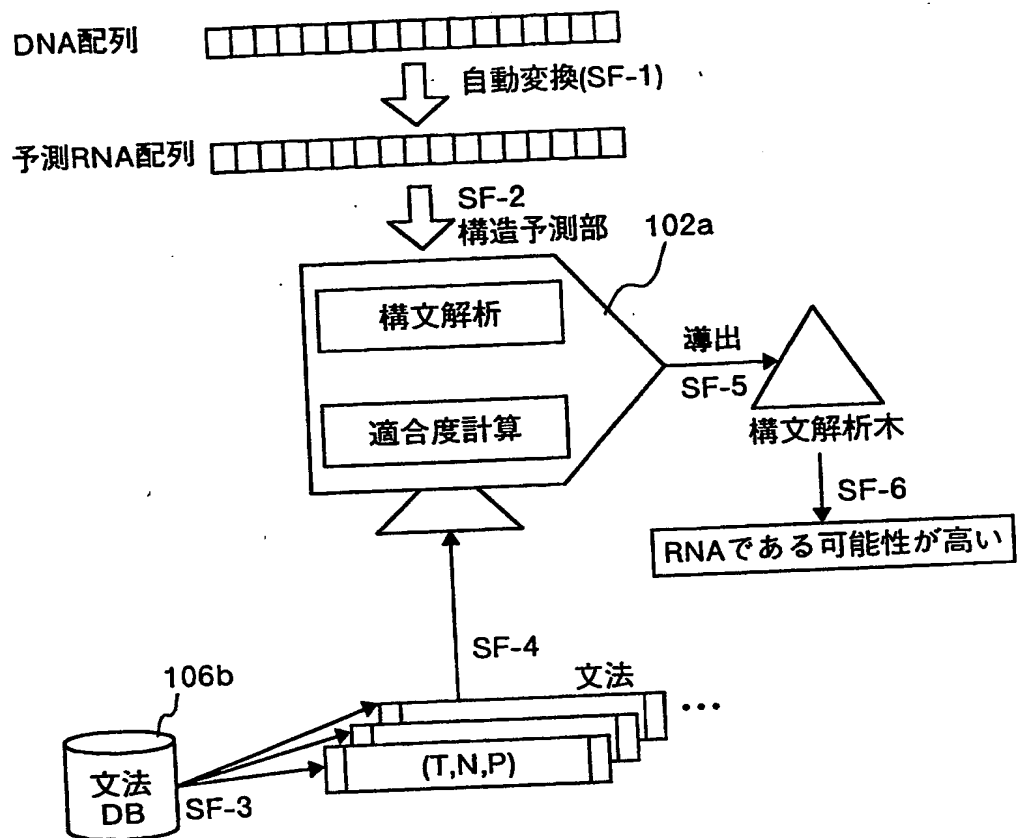 DNA配列
自動変換(SF-1)
予測RNA配列
SF-2
構造予測部
102a
構文解析
導出
SF-5
適合度計算
構文解析木
SF-6
RNAである可能性が高い
SF-4
106b
文法
...
(T,N,P)
文法
DB
SF-3